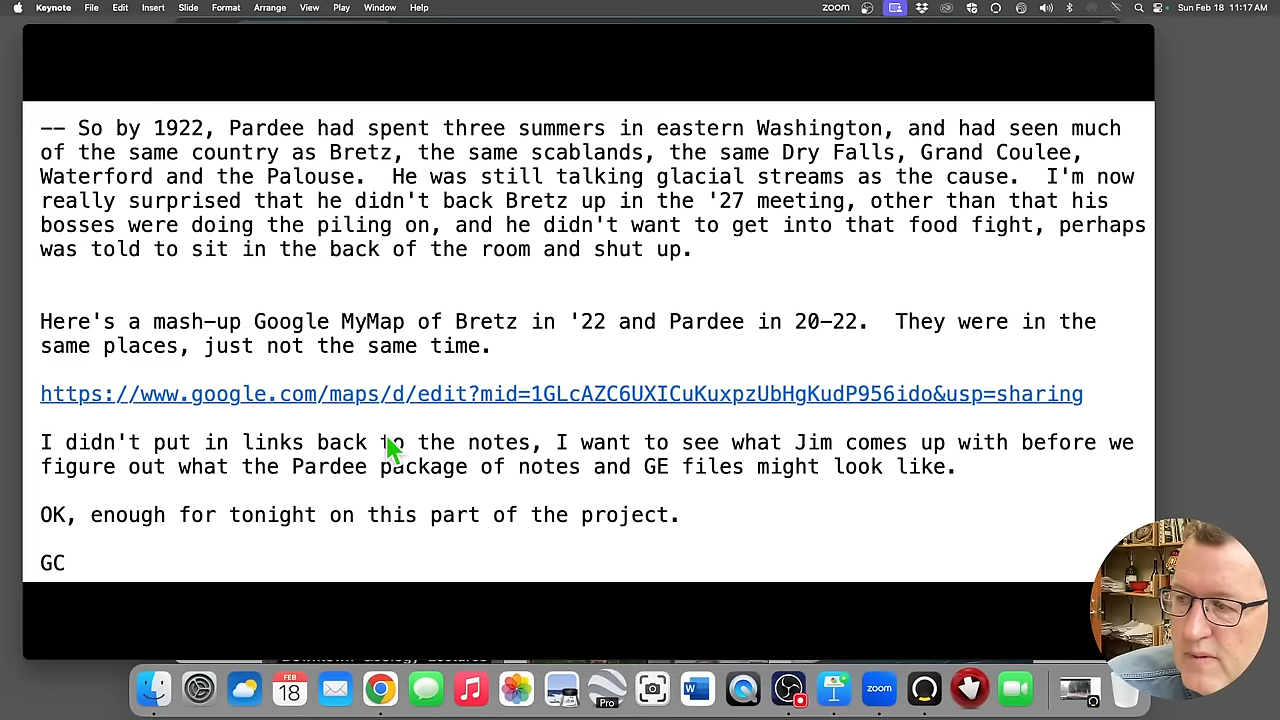 Keynote File Edit Insert Slide Format Arrange View Play Window Help zoom Sun Feb 18 11:17 AM
-- So by 1922, Pardee had spent three summers in eastern Washington, and had seen much
of the same country as Bretz, the same scablands, the same Dry Falls, Grand Coulee,
Waterford and the Palouse. He was still talking glacial streams as the cause. I'm now
really surprised that he didn't back Bretz up in the '27 meeting, other than that his
bosses were doing the piling on, and he didn't want to get into that food fight, perhaps
was told to sit in the back of the room and shut up.
Here's a mash-up Google MyMap of Bretz in '22 and Pardee in 20-22. They were in the
same places, just not the same time.
https://www.google.com/maps/d/edit?mid=1GLcAZC6UXICuKuxpzUbHgKudP956ido&usp=sharing
I didn't put in links back to the notes, I want to see what Jim comes up with before we
figure out what the Pardee package of notes and GE files might look like.
OK, enough for tonight on this part of the project.
GC
FEB
18
Pro
zoom